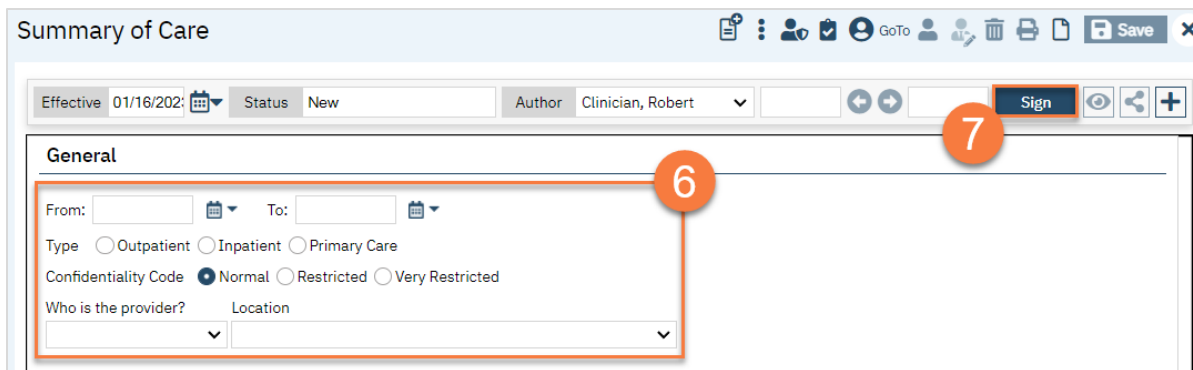 Summary of Care GoTo Save
Effective 01/16/202 Status New Author Clinician, Robert Sign
7
General
6
From: To:
Type Outpatient Inpatient Primary Care
Confidentiality Code Normal Restricted Very Restricted
Who is the provider? Location